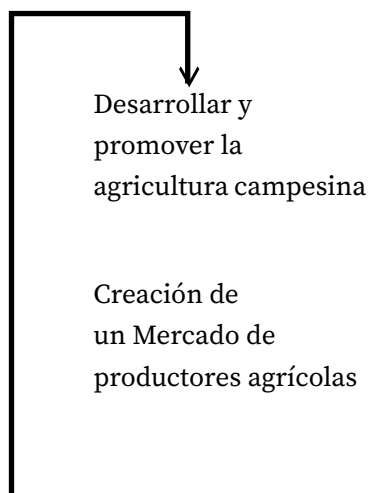 Desarrollar y
promover la
agricultura campesina
Creación de
un Mercado de
productores agrícolas